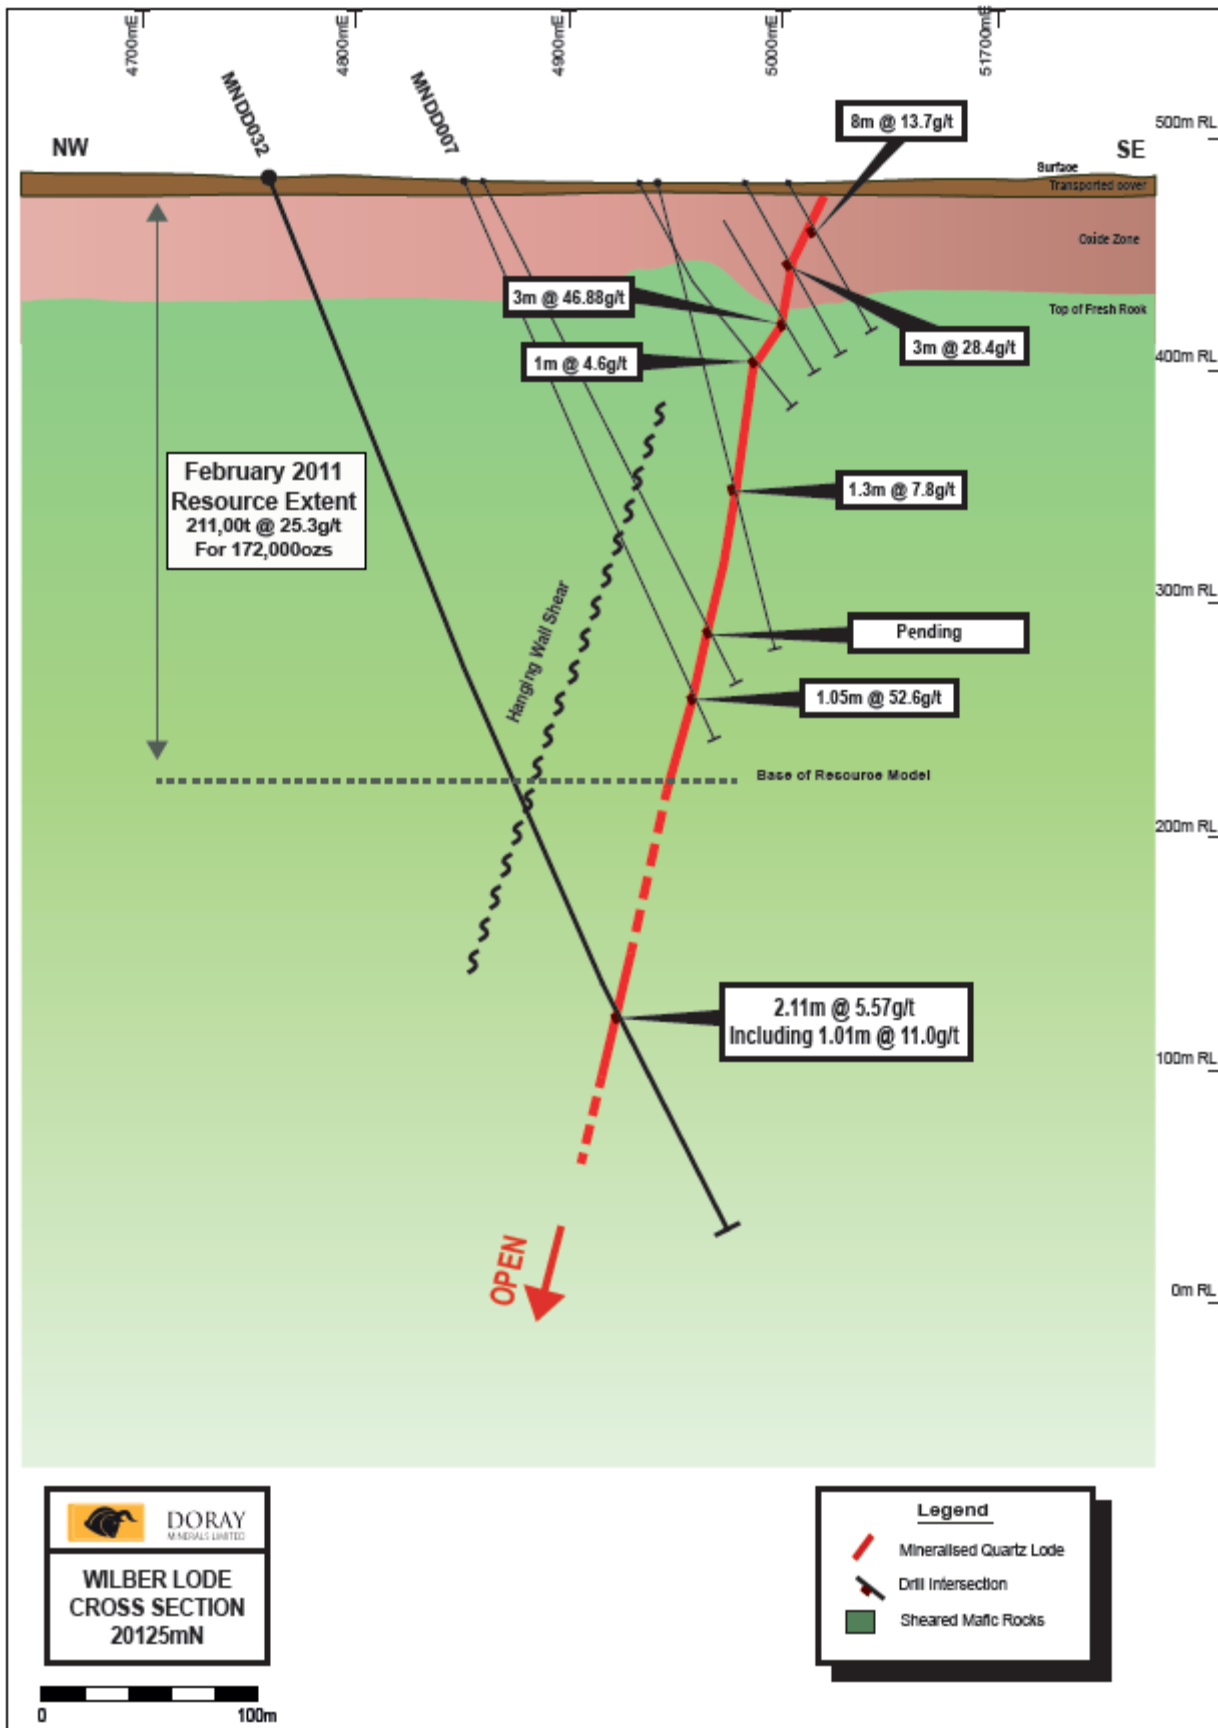 4700mE
4800mE
4900mE
5000mE
51700mE
MNDD032
MNDD007
8m @ 13.7g/t
500m RL
NW
SE
Surface
Transported cover
Oxide Zone
3m @ 46.88g/t
Top of Fresh Rook
3m @ 28.4g/t
1m @ 4.6g/t
400m RL
February 2011
Resource Extent
211,00t @ 25.3g/t
For 172,000ozs
1.3m @ 7.8g/t
Hanging Wall Shear
300m RL
Pending
1.05m @ 52.6g/t
Base of Resource Model
200m RL
2.11m @ 5.57g/t
Including 1.01m @ 11.0g/t
100m RL
OPEN
0m RL
DORAY
MINERALS LIMITED
WILBER LODE
CROSS SECTION
20125mN
0
100m
Legend
Mineralised Quartz Lode
Drill Intersection
Sheared Mafic Rocks